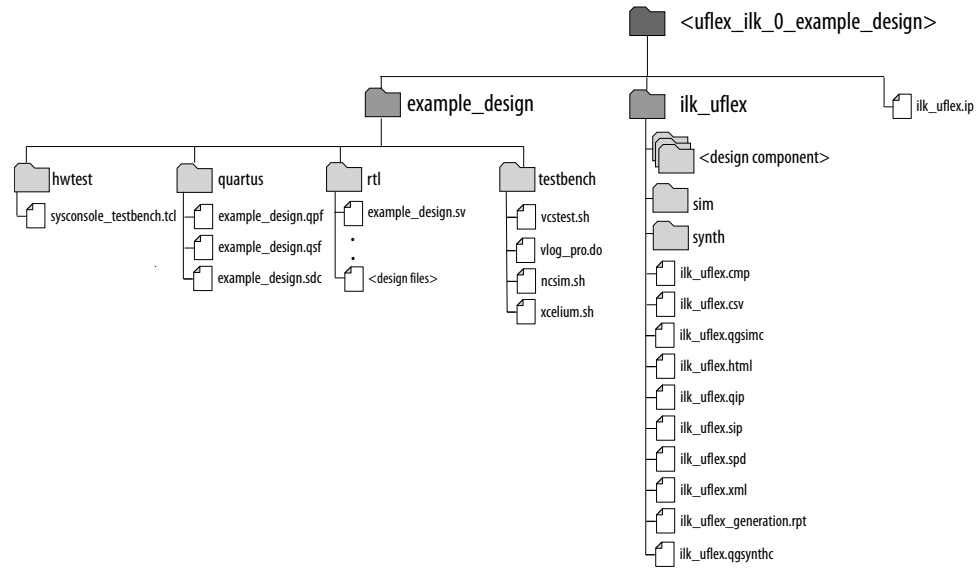 <uflex_ilk_0_example_design>
example_design
ilk_uflex
ilk_uflex.ip
hwtest
sysconsole_testbench.tcl
quartus
example_design.qpf
example_design.qsf
example_design.sdc
rtl
example_design.sv
<design files>
testbench
vcstest.sh
vlog_pro.do
ncsim.sh
xcelium.sh
<design component>
sim
synth
ilk_uflex.cmp
ilk_uflex.csv
ilk_uflex.qgsimc
ilk_uflex.html
ilk_uflex.qip
ilk_uflex.sip
ilk_uflex.spd
ilk_uflex.xml
ilk_uflex_generation.rpt
ilk_uflex.qgsynthc